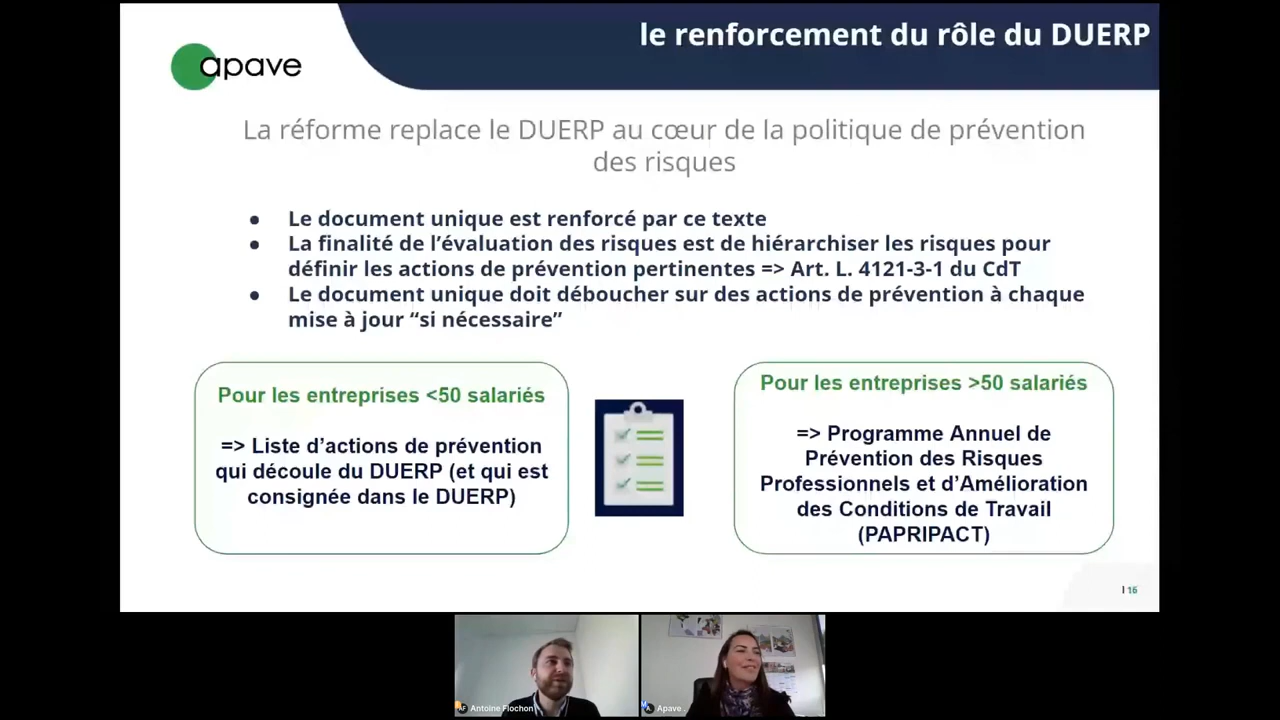 le renforcement du rôle du DUERP
apave
La réforme replace le DUERP au cœur de la politique de prévention
des risques
● Le document unique est renforcé par ce texte
● La finalité de l’évaluation des risques est de hiérarchiser les risques pour
définir les actions de prévention pertinentes => Art. L. 4121-3-1 du CdT
● Le document unique doit déboucher sur des actions de prévention à chaque
mise à jour “si nécessaire”
Pour les entreprises <50 salariés
=> Liste d’actions de prévention
qui découle du DUERP (et qui est
consignée dans le DUERP)
Pour les entreprises >50 salariés
=> Programme Annuel de
Prévention des Risques
Professionnels et d’Amélioration
des Conditions de Travail
(PAPRIPACT)
I 16
AF Antoine Flochon
A. Apave .